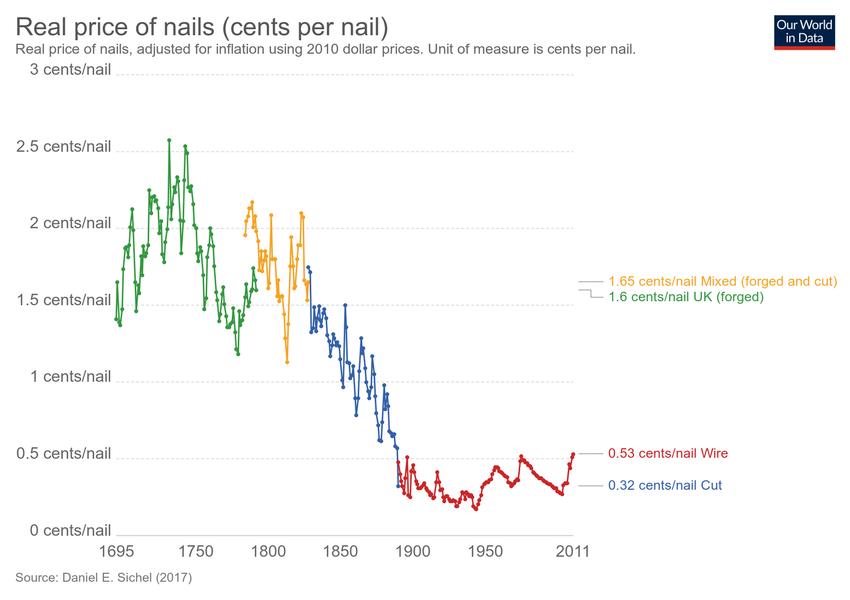 Real price of nails (cents per nail)
Real price of nails, adjusted for inflation using 2010 dollar prices. Unit of measure is cents per nail.
Our World
in Data
3 cents/nail
2.5 cents/nail
2 cents/nail
1.5 cents/nail
1 cents/nail
0.5 cents/nail
0 cents/nail
1.65 cents/nail Mixed (forged and cut)
1.6 cents/nail UK (forged)
0.53 cents/nail Wire
0.32 cents/nail Cut
1695 1750 1800 1850 1900 1950 2011
Source: Daniel E. Sichel (2017)